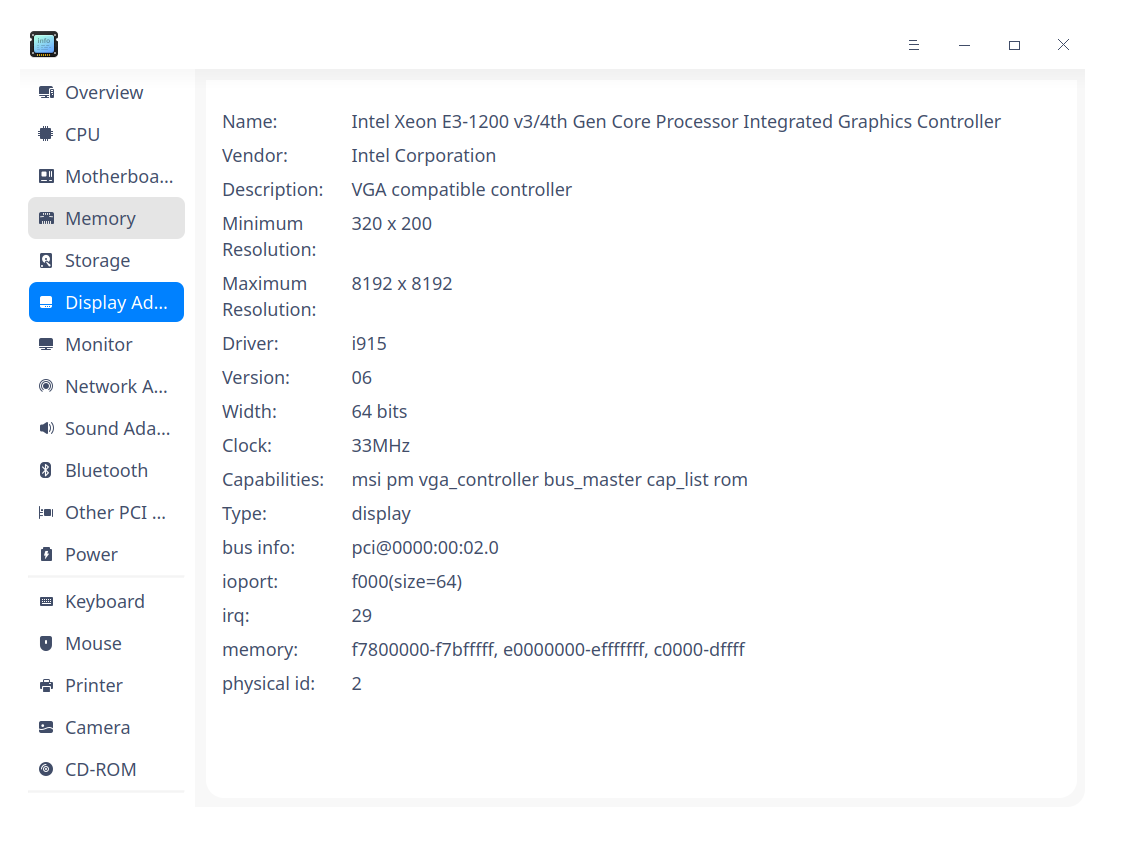 info
Overview
CPU
Motherboa...
Memory
Storage
Display Ad...
Monitor
Network A...
Sound Ada...
Bluetooth
Other PCI ...
Power
Keyboard
Mouse
Printer
Camera
CD-ROM
Name: Intel Xeon E3-1200 v3/4th Gen Core Processor Integrated Graphics Controller
Vendor: Intel Corporation
Description: VGA compatible controller
Minimum 320 x 200
Resolution:
Maximum 8192 x 8192
Resolution:
Driver: i915
Version: 06
Width: 64 bits
Clock: 33MHz
Capabilities: msi pm vga_controller bus_master cap_list rom
Type: display
bus info: pci@0000:00:02.0
ioport: f000(size=64)
irq: 29
memory: f7800000-f7bfffff, e0000000-efffffff, c0000-dffff
physical id: 2